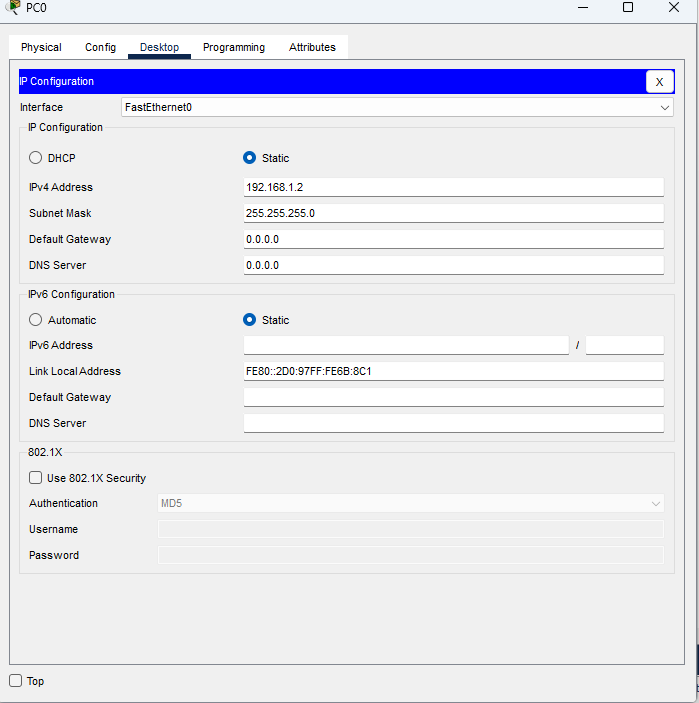 PC0
Physical Config Desktop Programming Attributes
IP Configuration X
Interface FastEthernet0
IP Configuration
DHCP Static
IPv4 Address 192.168.1.2
Subnet Mask 255.255.255.0
Default Gateway 0.0.0.0
DNS Server 0.0.0.0
IPv6 Configuration
Automatic Static
IPv6 Address /
Link Local Address FE80::2D0:97FF:FE6B:8C1
Default Gateway
DNS Server
802.1X
Use 802.1X Security
Authentication MD5
Username
Password
Top